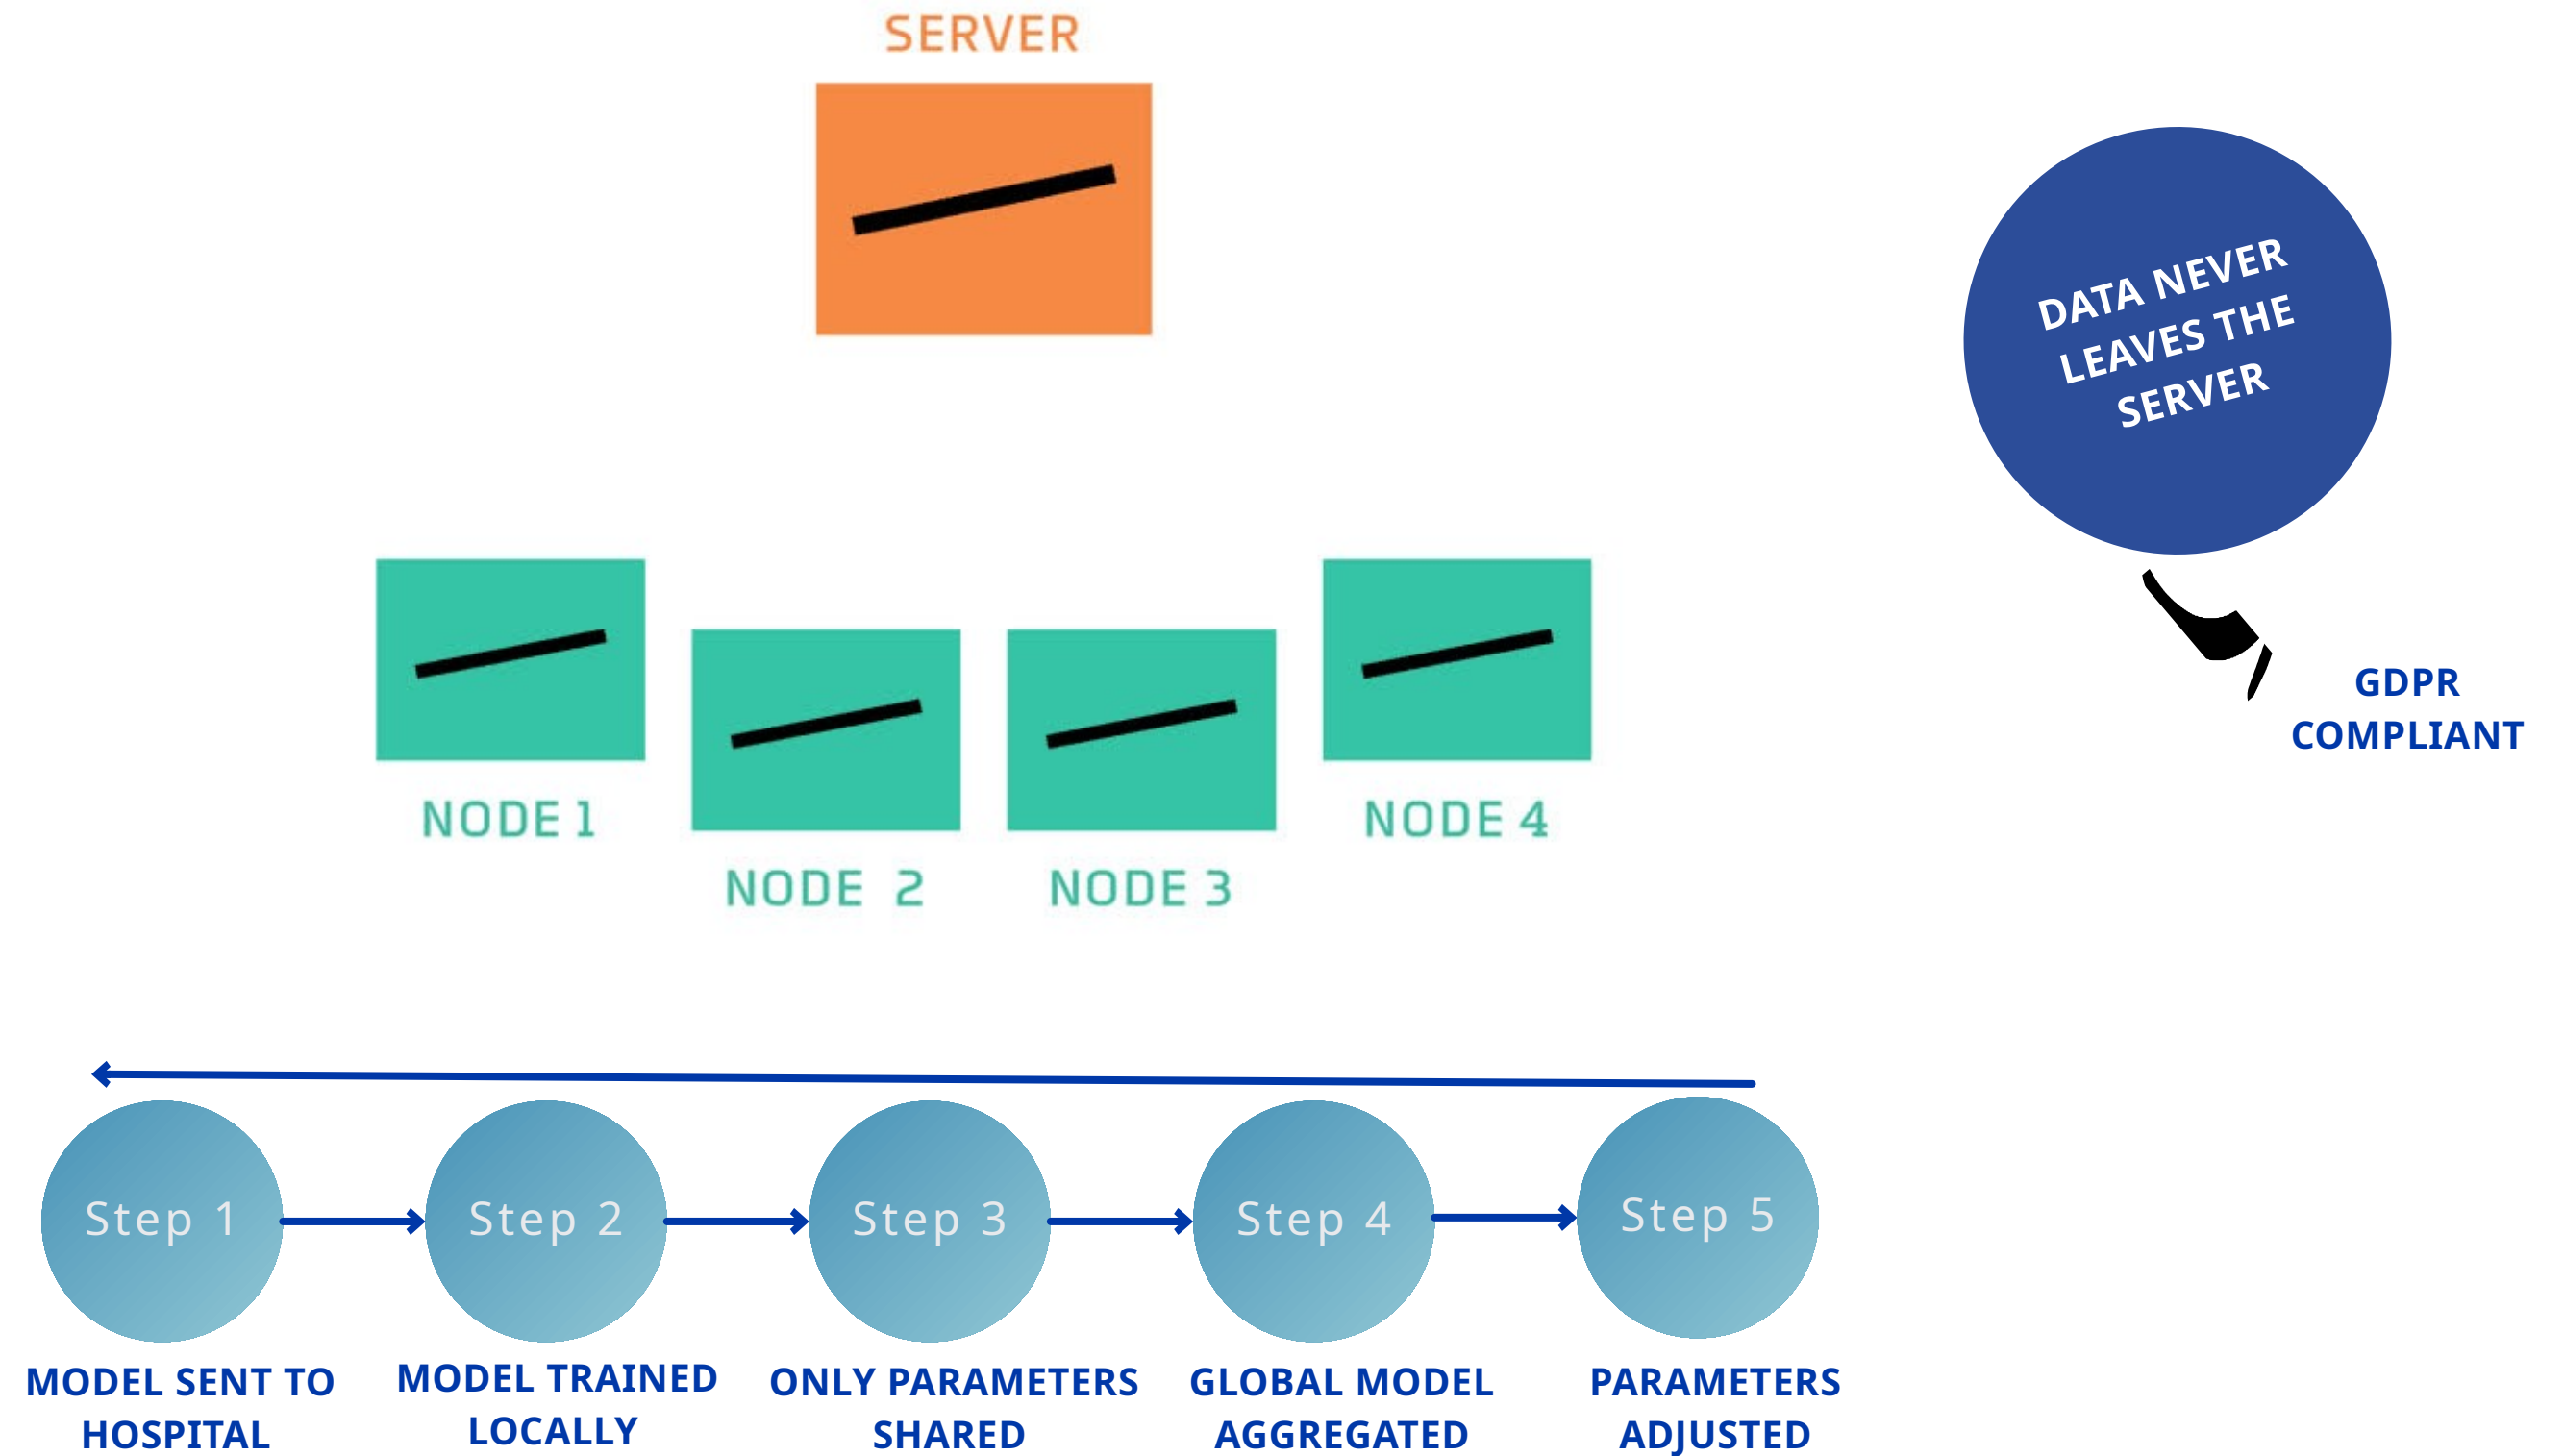 SERVER
DATA NEVER
LEAVES THE
SERVER
GDPR
COMPLIANT
NODE 1
NODE 2
NODE 3
NODE 4
Step 1
Step 2
Step 3
Step 4
Step 5
MODEL SENT TO
HOSPITAL
MODEL TRAINED
LOCALLY
ONLY PARAMETERS
SHARED
GLOBAL MODEL
AGGREGATED
PARAMETERS
ADJUSTED